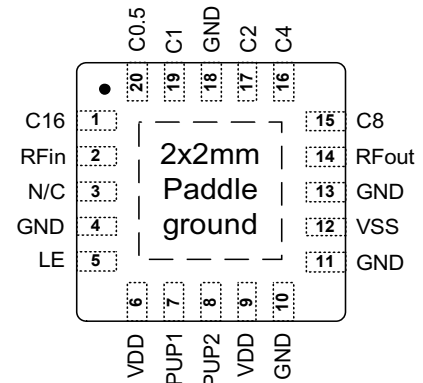 C0.5 C1 GND C2 C4
20 19 18 17 16
C16 1
RFin 2
N/C 3
GND 4
LE 5
2x2mm
Paddle
ground
15 C8
14 RFout
13 GND
12 VSS
11 GND
6 7 8 9 10
VDD PUP1 PUP2 VDD GND